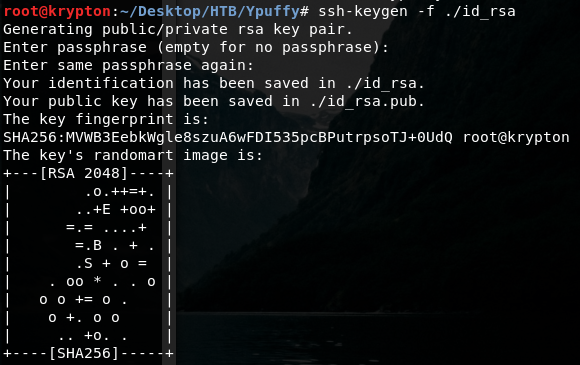 root@krypton:~/Desktop/HTB/Ypuffy# ssh-keygen -f ./id_rsa
Generating public/private rsa key pair.
Enter passphrase (empty for no passphrase):
Enter same passphrase again:
Your identification has been saved in ./id_rsa.
Your public key has been saved in ./id_rsa.pub.
The key fingerprint is:
SHA256:MVWB3EebkWgle8szuA6wFDI535pcBPutrpsoTJ+0UdQ root@krypton
The key's randomart image is:
+---[RSA 2048]----+
|        .o.++=+. |
|       ..+E +oo+ |
|      =.= ....+  |
|       =.B . + . |
|       .S + o =  |
|    . oo * . . o |
|   o o += o .    |
|    o +. o o     |
|     .. +o. .    |
+----[SHA256]-----+